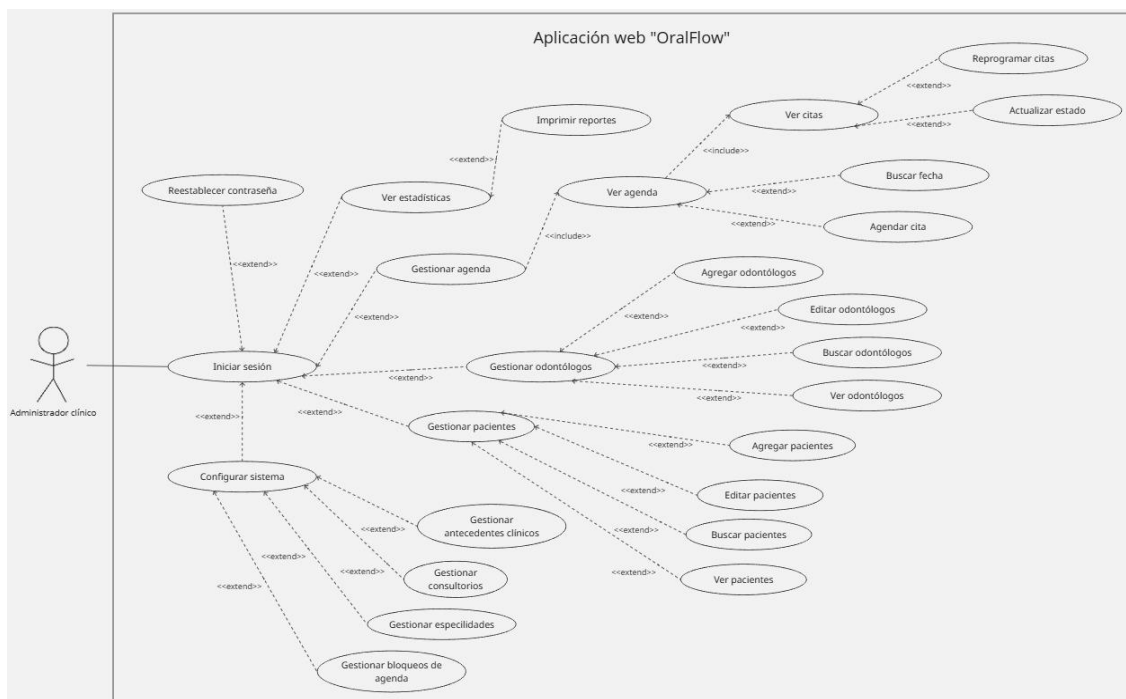 Aplicación web "OralFlow"
Reprogramar citas
<<extend>>
Actualizar estado
<<extend>>
Ver citas
Imprimir reportes
<<extend>>
<<include>>
Reestablecer contraseña
Ver estadísticas
Ver agenda
Buscar fecha
<<extend>>
Agendar cita
<<extend>>
<<include>>
<<extend>>
<<extend>>
Gestionar agenda
<<extend>>
Agregar odontólogos
<<extend>>
Editar odontólogos
<<extend>>
Buscar odontólogos
<<extend>>
Ver odontólogos
<<extend>>
Iniciar sesión
Gestionar odontólogos
<<extend>>
Administrador clínico
<<extend>>
<<extend>>
Gestionar pacientes
Agregar pacientes
<<extend>>
Editar pacientes
<<extend>>
Buscar pacientes
<<extend>>
Ver pacientes
<<extend>>
Configurar sistema
Gestionar
antecedentes clínicos
<<extend>>
Gestionar
consultorios
<<extend>>
<<extend>>
Gestionar especilidades
<<extend>>
Gestionar bloqueos de
agenda